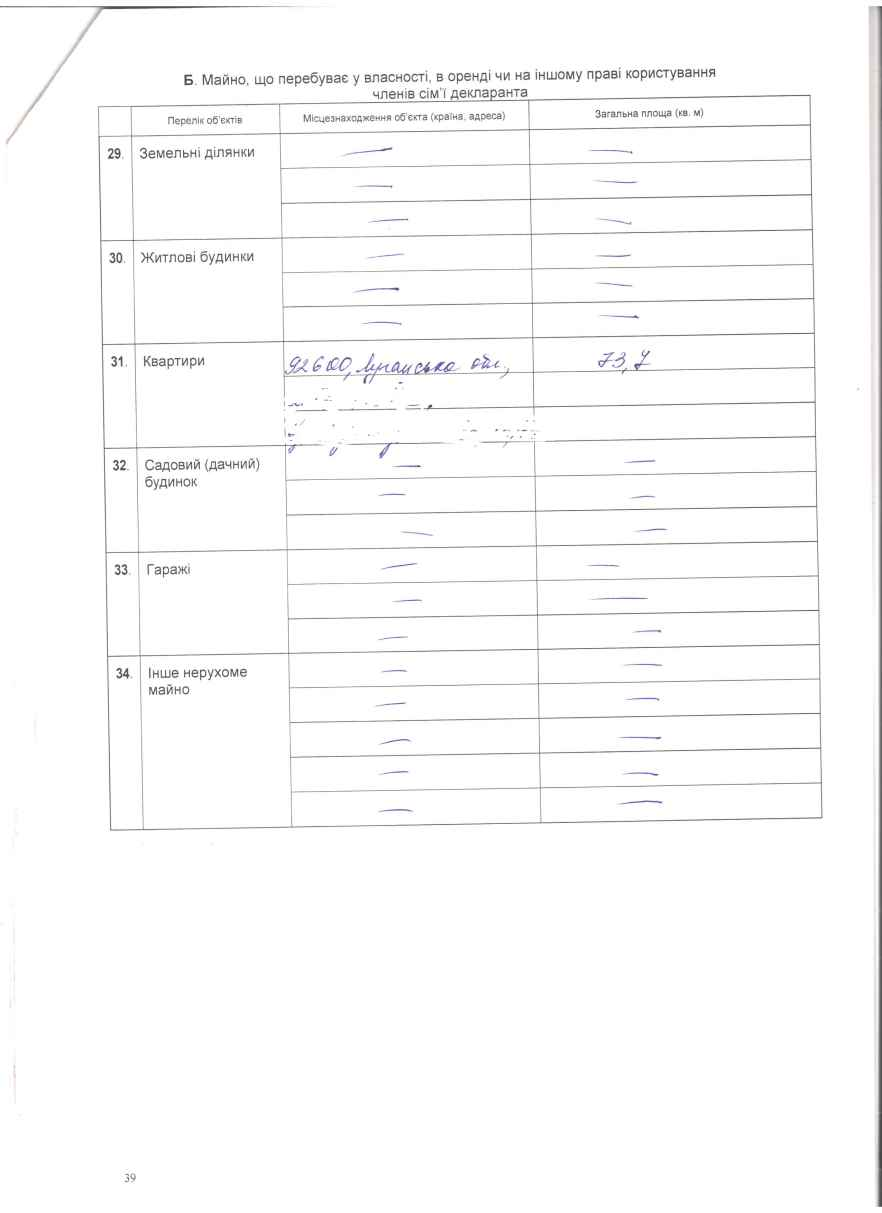 Б. Майно, що перебуває у власності, в оренді чи на іншому праві користування
членів сім'ї декларанта
Перелік об'єктів Місцезнаходження об'єкта (країна, адреса) Загальна площа (кв. м)
29. Земельні ділянки — —
— —
— —
30. Житлові будинки — —
— —
— —
31. Квартири 92600, Луганська обл., 73,7
32. Садовий (дачний) — —
будинок — —
— —
33. Гаражі — —
— —
— —
34. Інше нерухоме — —
майно — —
— —
— —
— —
39